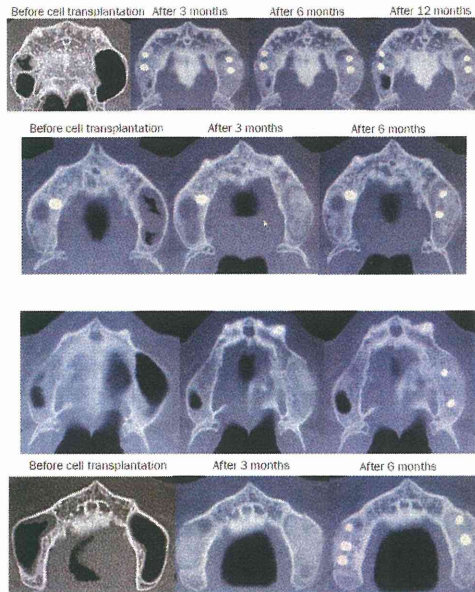 Before cell transplantation After 3 months After 6 months After 12 months
Before cell transplantation After 3 months After 6 months
Before cell transplantation After 3 months After 6 months